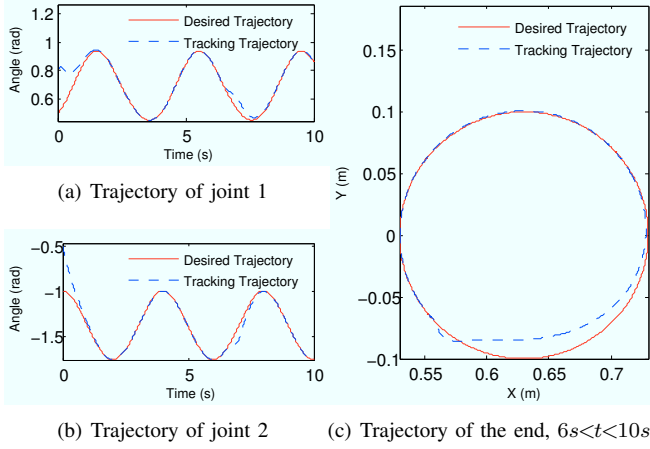 1.2
1
0.8
0.6
Angle (rad)
Desired Trajectory
Tracking Trajectory
0
5
10
Time (s)
(a) Trajectory of joint 1
−0.5
−1
−1.5
Angle (rad)
Desired Trajectory
Tracking Trajectory
0
5
10
Time (s)
(b) Trajectory of joint 2
0.15
0.1
0.05
0
−0.05
−0.1
Y (m)
Desired Trajectory
Tracking Trajectory
0.55
0.6
0.65
0.7
X (m)
(c) Trajectory of the end, 6s<t<10s